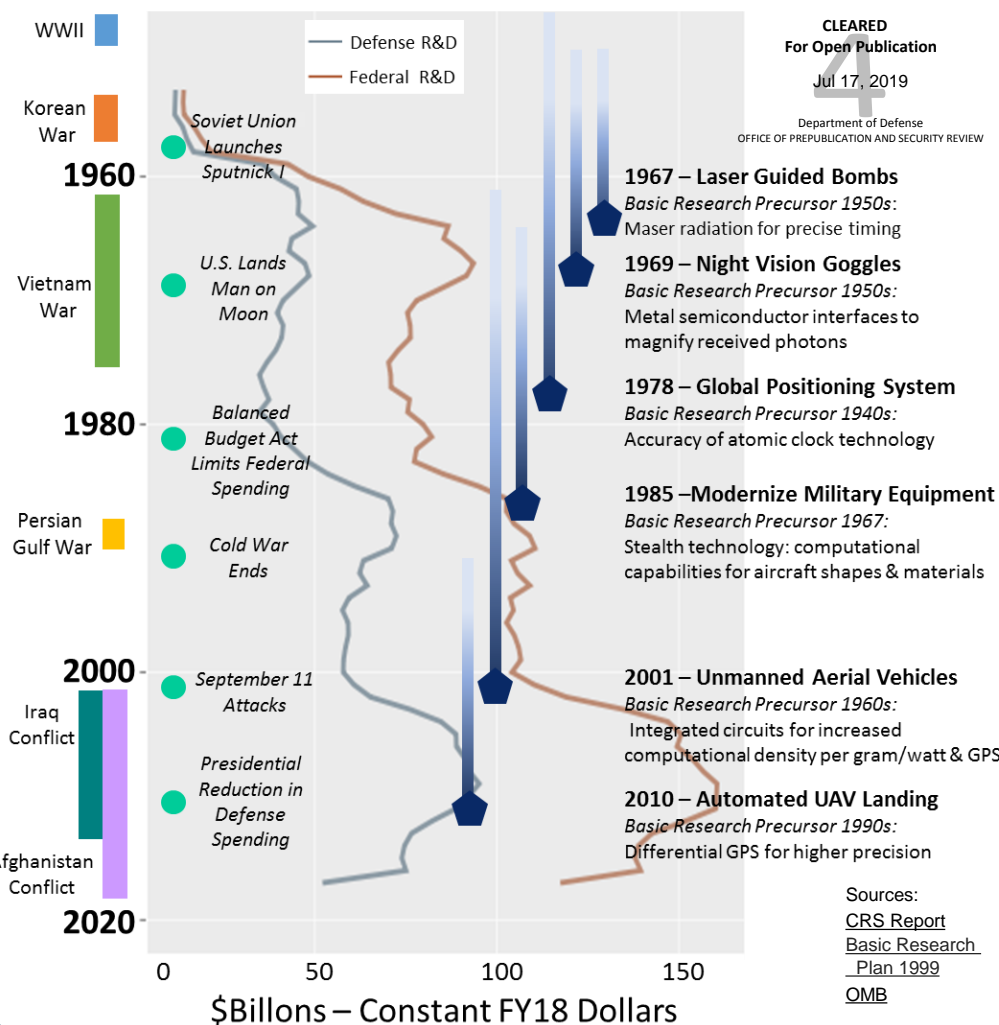 WWII
Korean
War
1960
Vietnam
War
1980
Persian
Gulf War
2000
Iraq
Conflict
Afghanistan
Conflict
2020
Defense R&D
Federal R&D
Soviet Union
Launches
Sputnick I
U.S. Lands
Man on
Moon
Balanced
Budget Act
Limits Federal
Spending
Cold War
Ends
September 11
Attacks
Presidential
Reduction in
Defense
Spending
CLEARED
For Open Publication
4
Jul 17, 2019
Department of Defense
OFFICE OF PREPUBLICATION AND SECURITY REVIEW
1967 – Laser Guided Bombs
Basic Research Precursor 1950s:
Maser radiation for precise timing
1969 – Night Vision Goggles
Basic Research Precursor 1950s:
Metal semiconductor interfaces to
magnify received photons
1978 – Global Positioning System
Basic Research Precursor 1940s:
Accuracy of atomic clock technology
1985 –Modernize Military Equipment
Basic Research Precursor 1967:
Stealth technology: computational
capabilities for aircraft shapes & materials
2001 – Unmanned Aerial Vehicles
Basic Research Precursor 1960s:
Integrated circuits for increased
computational density per gram/watt & GPS
2010 – Automated UAV Landing
Basic Research Precursor 1990s:
Differential GPS for higher precision
Sources:
CRS Report
Basic Research
Plan 1999
OMB
0 50 100 150
$Billons – Constant FY18 Dollars